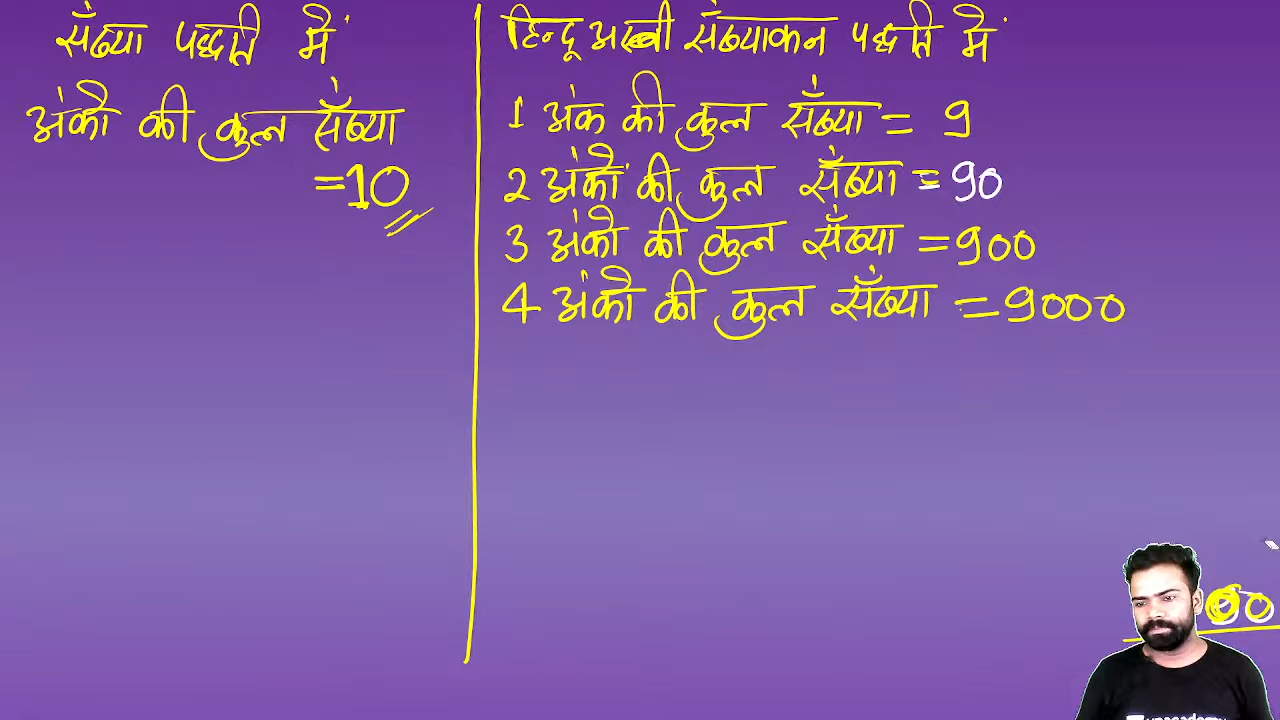 सँख्या पद्धति में
अंको की कुल सँख्या
=10
हिन्दू अरबी सँख्याकन पद्धति में
1 अंक की कुल सँख्या = 9
2 अंकों की कुल सँख्या = 90
3 अंको की कुल सँख्या = 900
4 अंको की कुल सँख्या = 9000